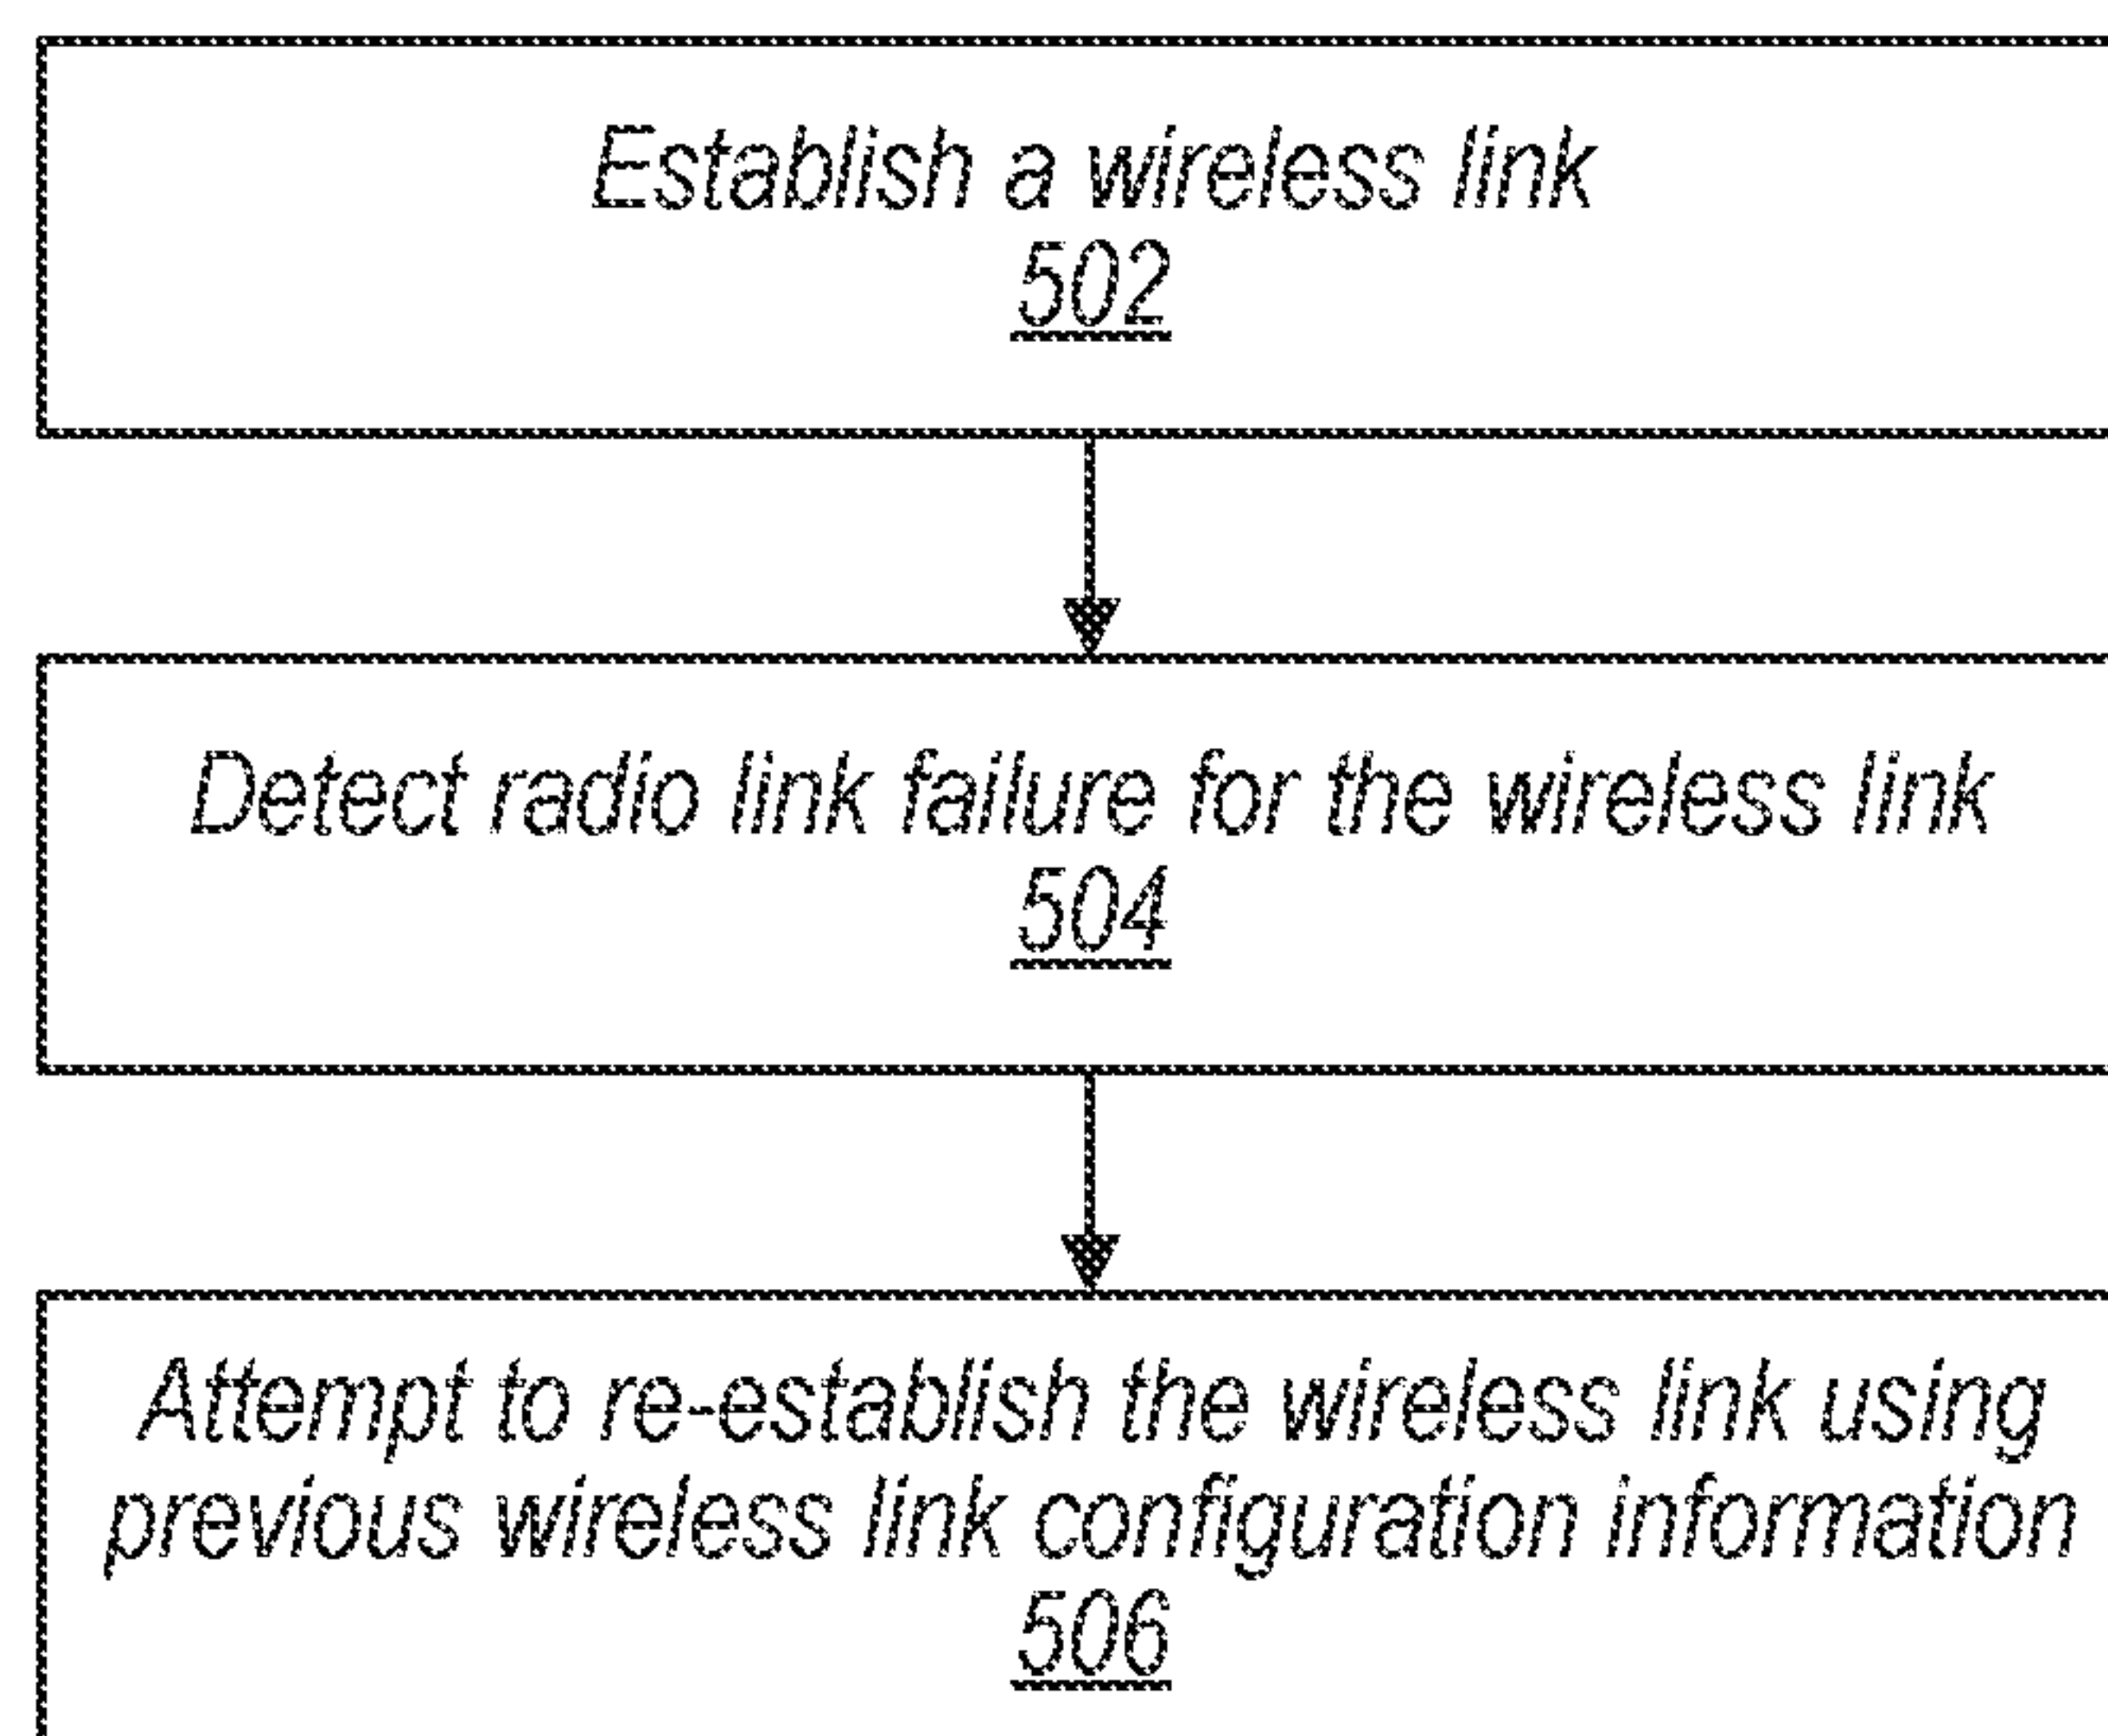 Establish a wireless link
502
Detect radio link failure for the wireless link
504
Attempt to re-establish the wireless link using
previous wireless link configuration information
506